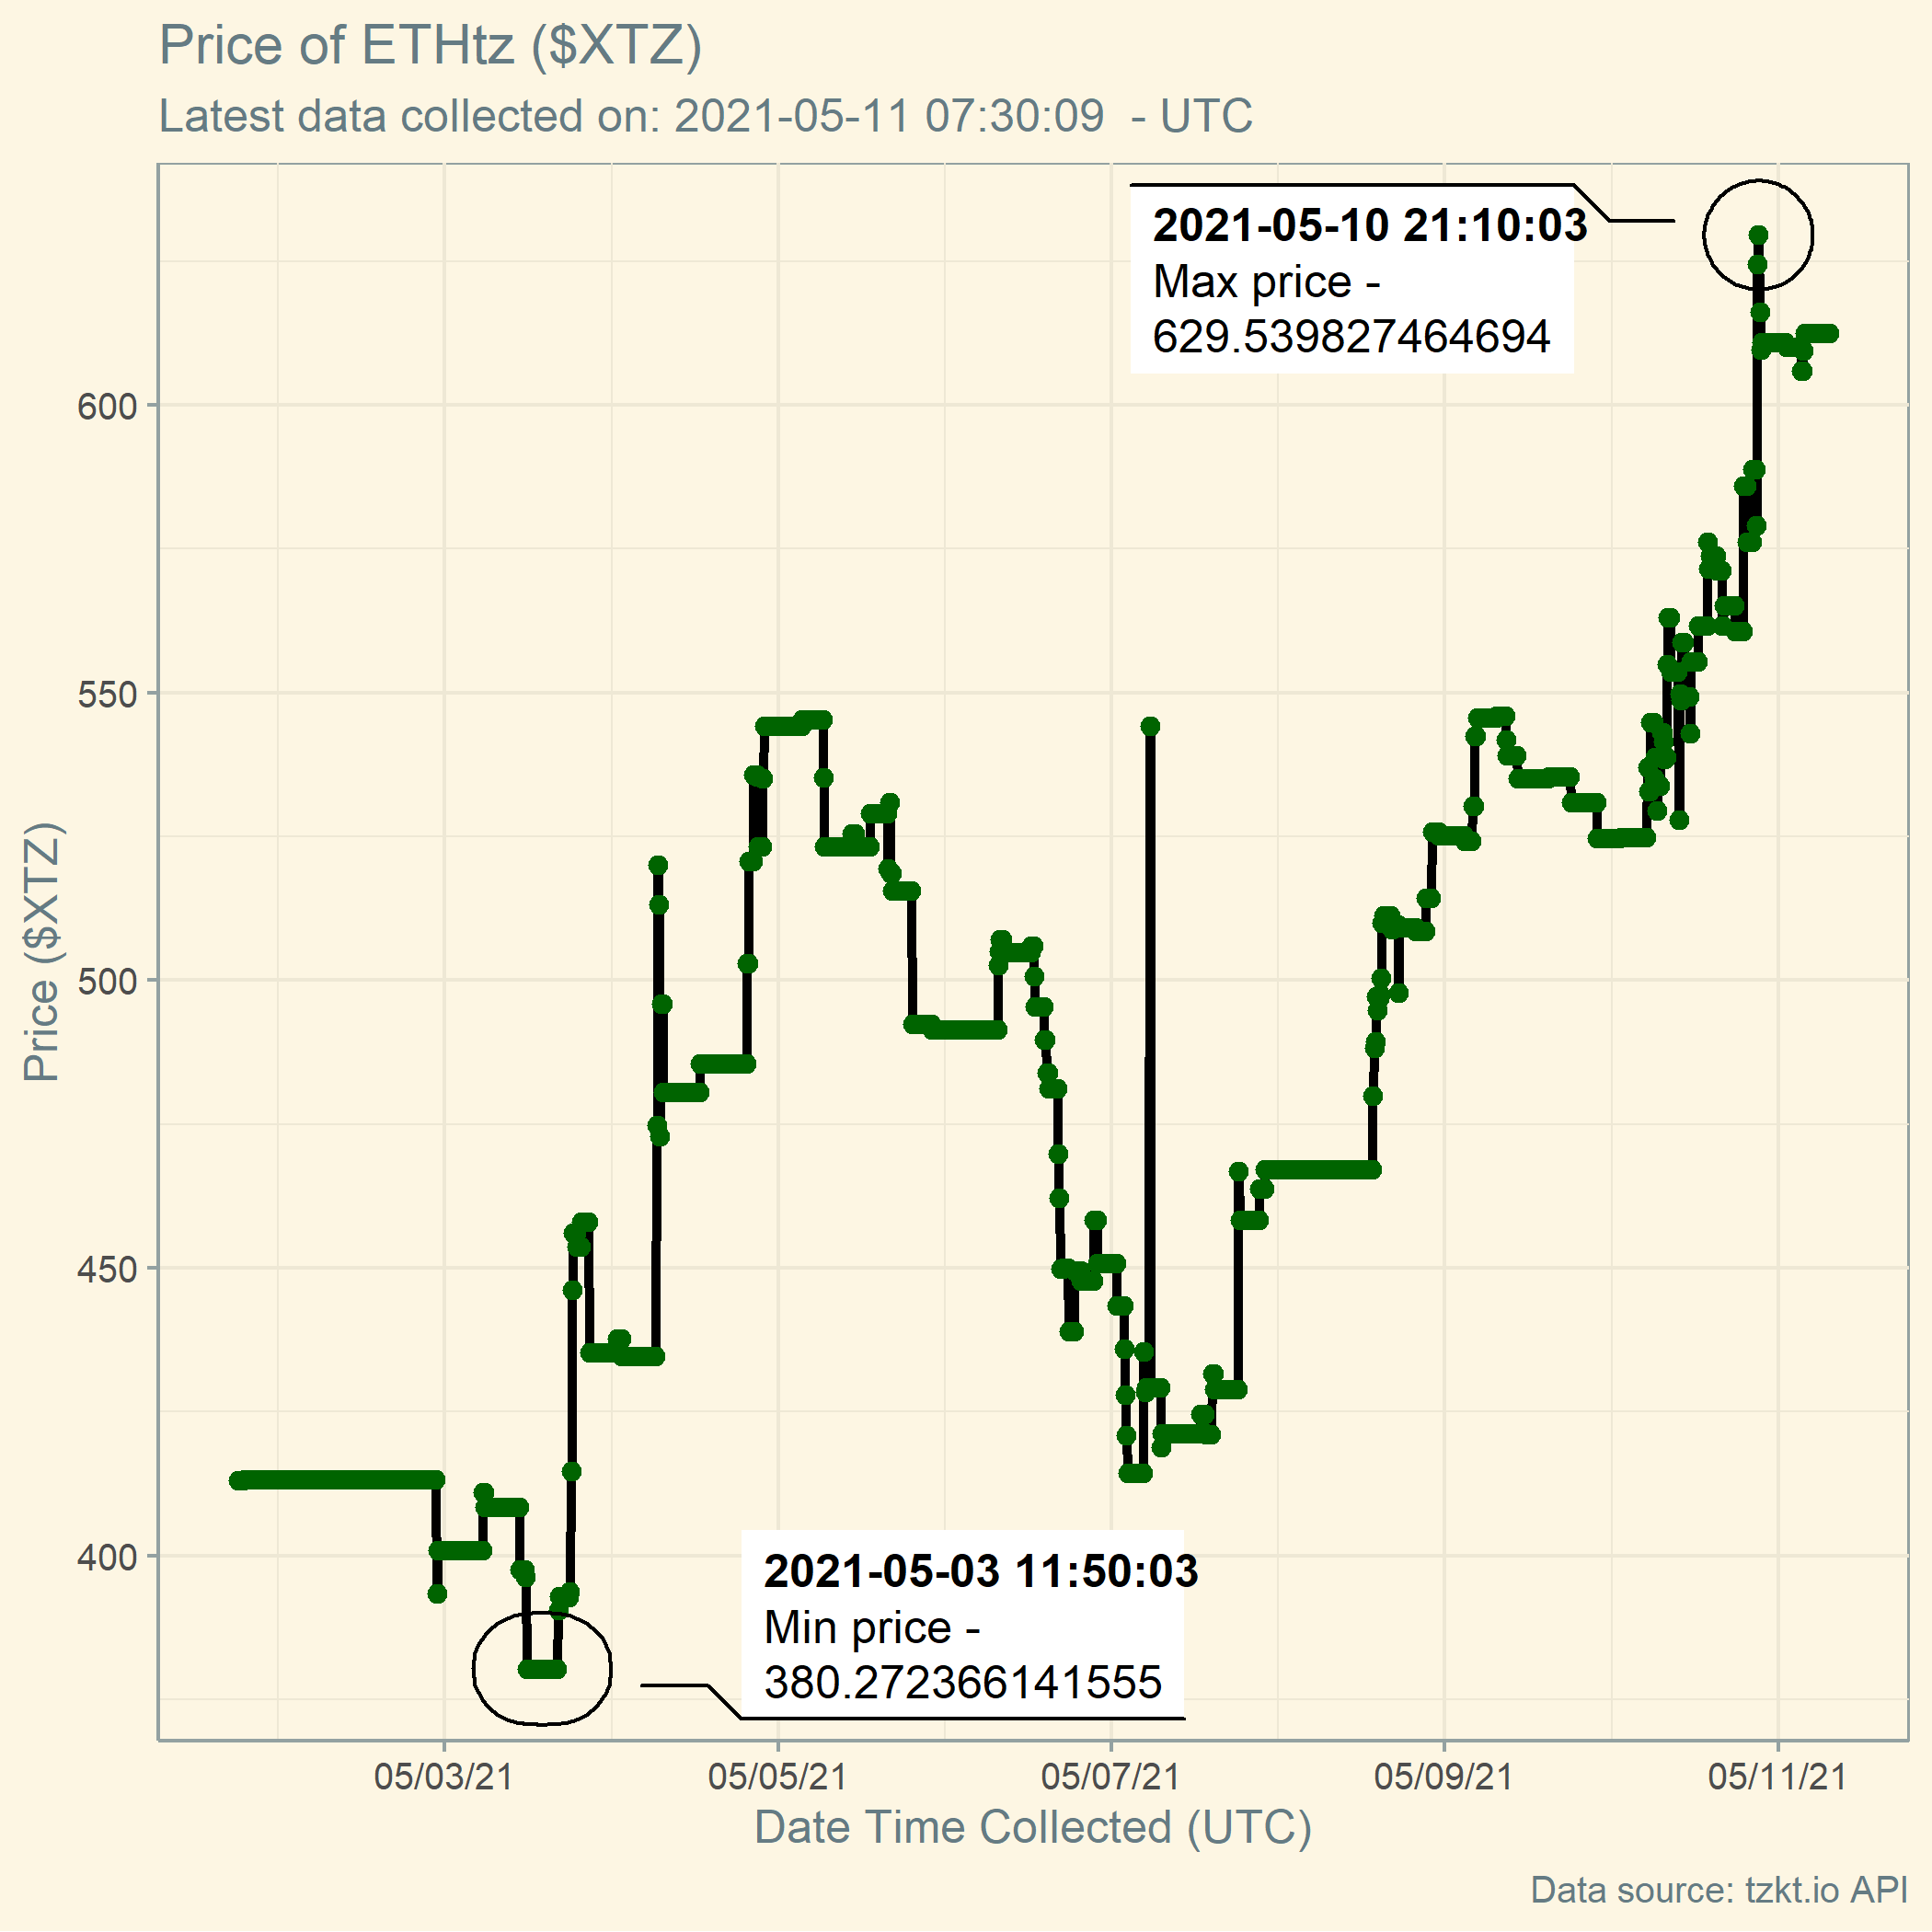 Price of ETHtz ($XTZ)
Latest data collected on: 2021-05-11 07:30:09  - UTC
2021-05-10 21:10:03
Max price -
629.539827464694
600
550
500
450
400
Price ($XTZ)
2021-05-03 11:50:03
Min price -
380.272366141555
05/03/21
05/05/21
05/07/21
05/09/21
05/11/21
Date Time Collected (UTC)
Data source: tzkt.io API